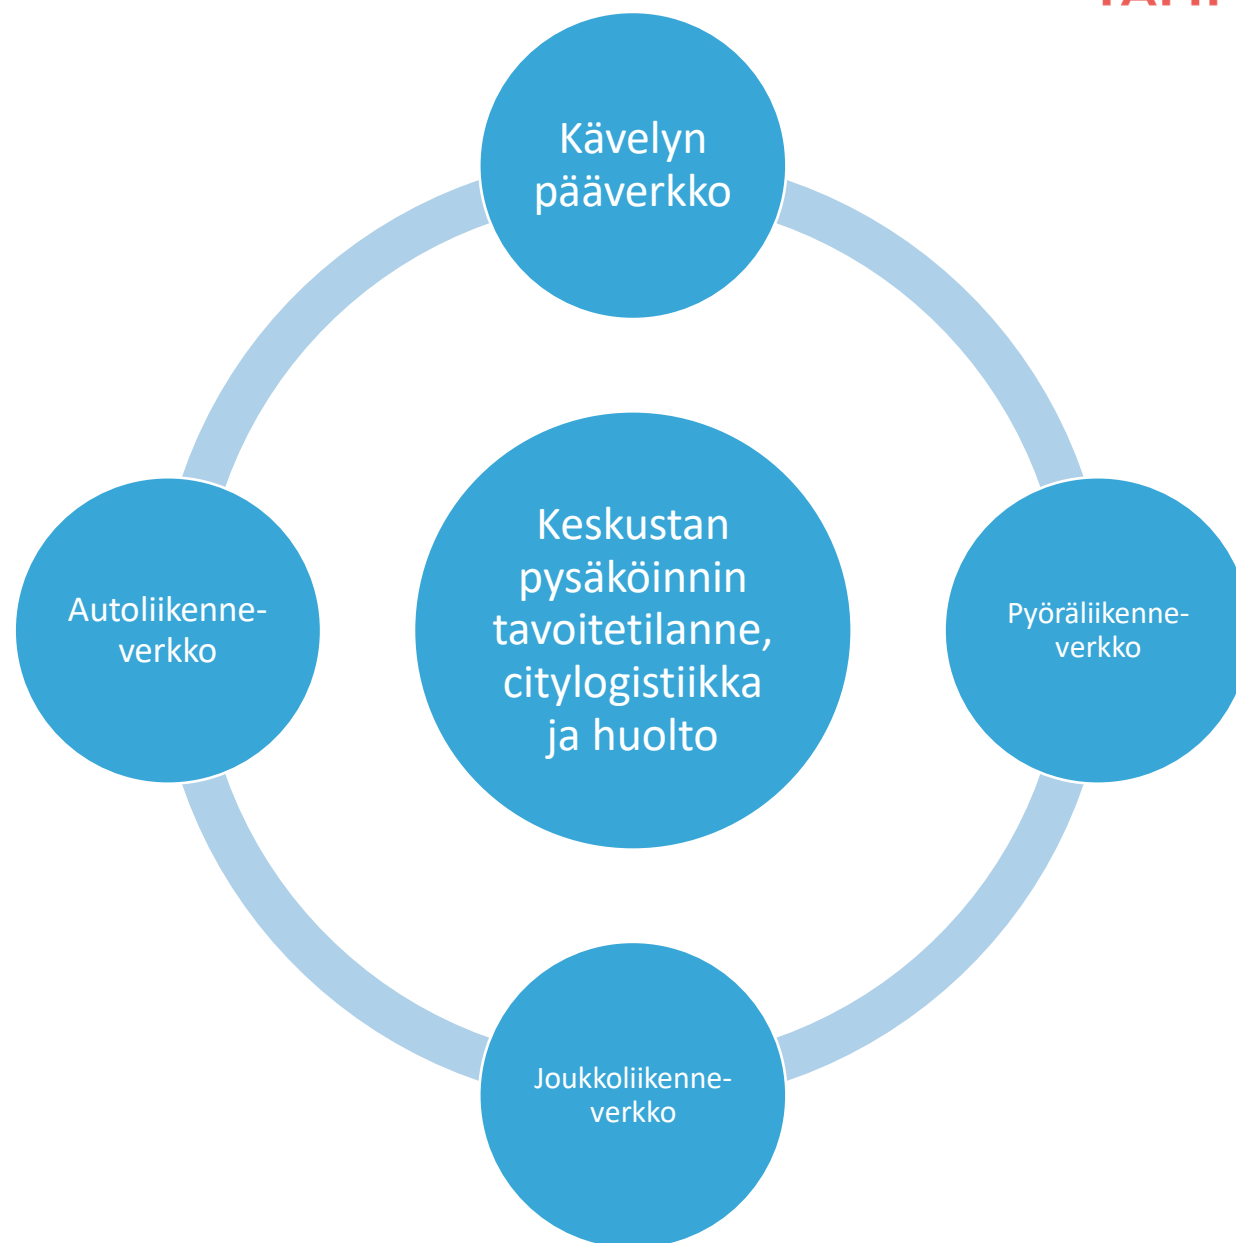 Kävelyn
pääverkko
Keskustan
pysäköinnin
tavoitetilanne,
citylogistiikka
ja huolto
Autoliikenne-
verkko
Pyöräliikenne-
verkko
Joukkoliikenne-
verkko